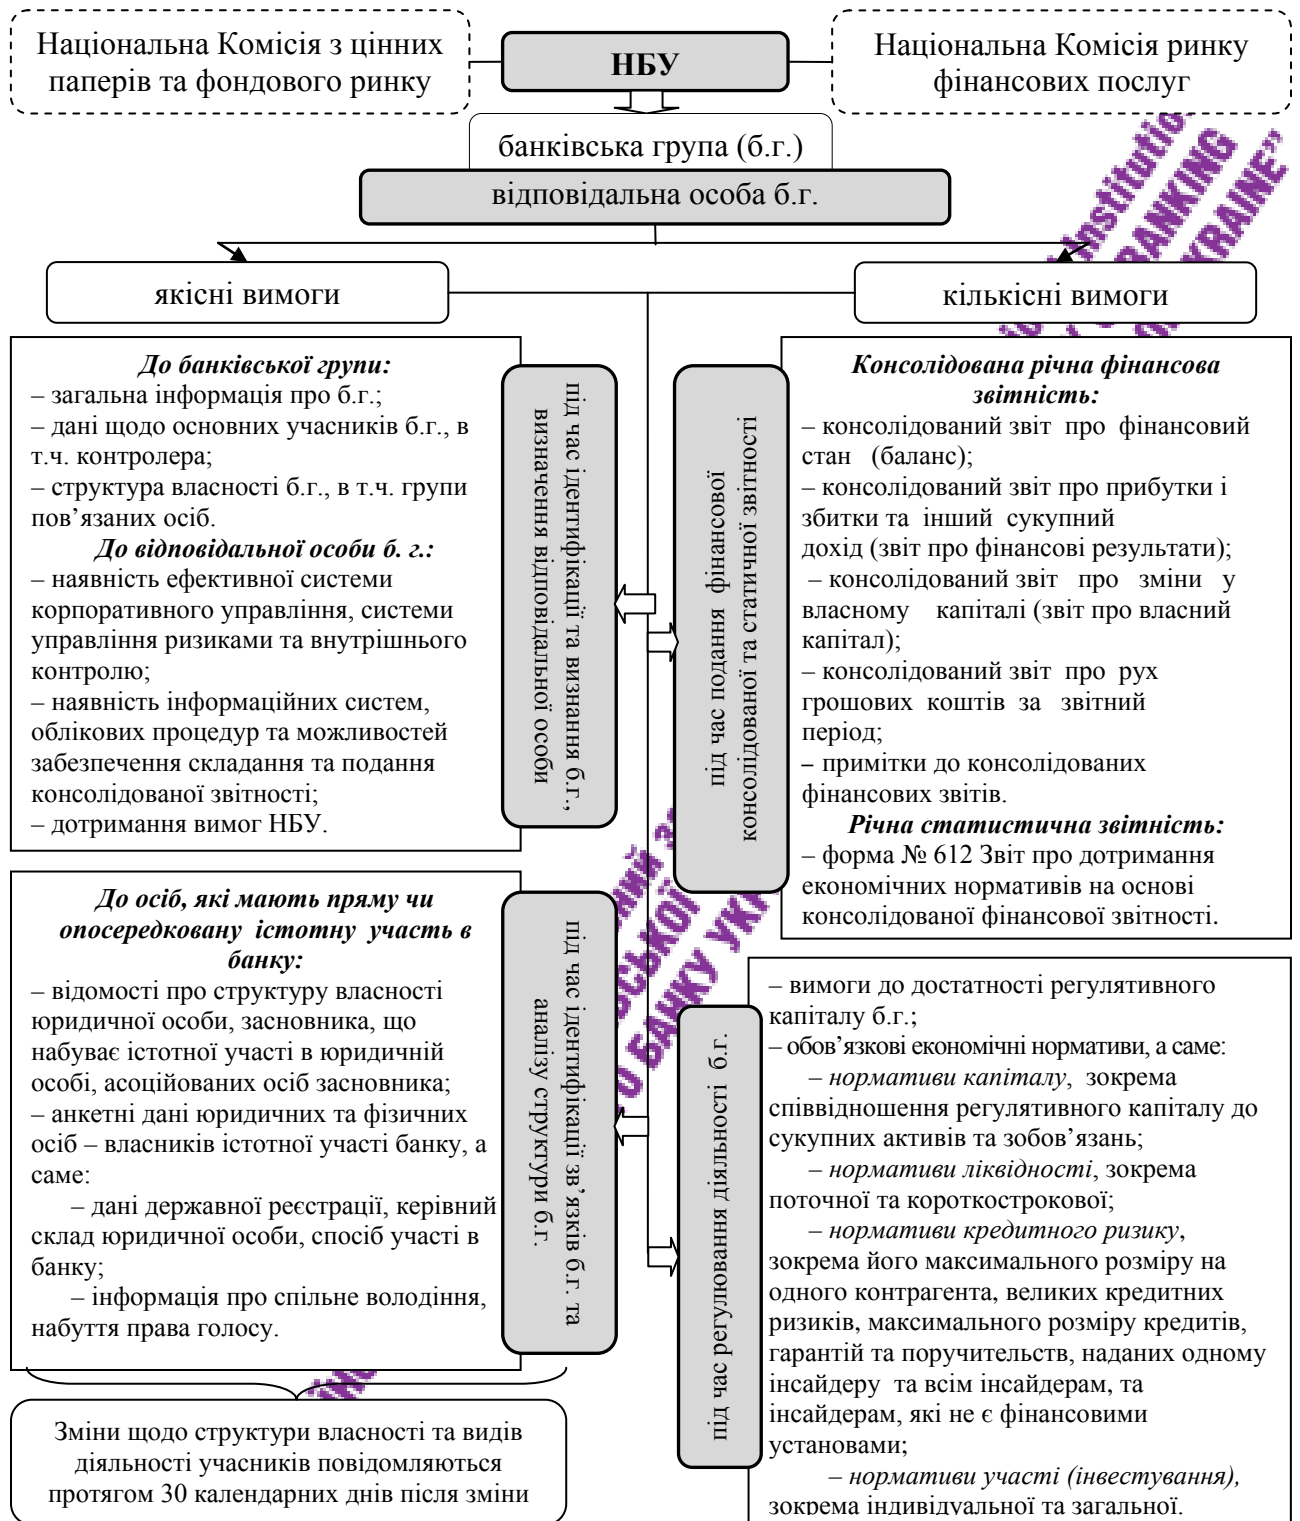 Національна Комісія з цінних
паперів та фондового ринку
НБУ
Національна Комісія ринку
фінансових послуг
банківська група (б.г.)
відповідальна особа б.г.
якісні вимоги
кількісні вимоги
До банківської групи:
– загальна інформація про б.г.;
– дані щодо основних учасників б.г., в
т.ч. контролера;
– структура власності б.г., в т.ч. групи
пов’язаних осіб.
До відповідальної особи б. г.:
– наявність ефективної системи
корпоративного управління, системи
управління ризиками та внутрішнього
контролю;
– наявність інформаційних систем,
облікових процедур та можливостей
забезпечення складання та подання
консолідованої звітності;
– дотримання вимог НБУ.
під час ідентифікації та визнання б.г.,
визначення відповідальної особи
під час подання фінансової
консолідованої та статичної звітності
Консолідована річна фінансова
звітність:
– консолідований звіт про фінансовий
стан (баланс);
– консолідований звіт про прибутки і
збитки та інший сукупний
дохід (звіт про фінансові результати);
– консолідований звіт про зміни у
власному капіталі (звіт про власний
капітал);
– консолідований звіт про рух
грошових коштів за звітний
період;
– примітки до консолідованих
фінансових звітів.
Річна статистична звітність:
– форма № 612 Звіт про дотримання
економічних нормативів на основі
консолідованої фінансової звітності.
До осіб, які мають пряму чи
опосередковану істотну участь в
банку:
– відомості про структуру власності
юридичної особи, засновника, що
набуває істотної участі в юридичній
особі, асоційованих осіб засновника;
– анкетні дані юридичних та фізичних
осіб – власників істотної участі банку, а
саме:
– дані державної реєстрації, керівний
склад юридичної особи, спосіб участі в
банку;
– інформація про спільне володіння,
набуття права голосу.
під час ідентифікації зв’язків б.г. та
аналізу структури б.г.
під час регулювання діяльності б.г.
– вимоги до достатності регулятивного
капіталу б.г.;
– обов’язкові економічні нормативи, а саме:
– нормативи капіталу, зокрема
співвідношення регулятивного капіталу до
сукупних активів та зобов’язань;
– нормативи ліквідності, зокрема
поточної та короткострокової;
– нормативи кредитного ризику,
зокрема його максимального розміру на
одного контрагента, великих кредитних
ризиків, максимального розміру кредитів,
гарантій та поручительств, наданих одному
інсайдеру та всім інсайдерам, та
інсайдерам, які не є фінансовими
установами;
– нормативи участі (інвестування),
зокрема індивідуальної та загальної.
Зміни щодо структури власності та видів
діяльності учасників повідомляються
протягом 30 календарних днів після зміни